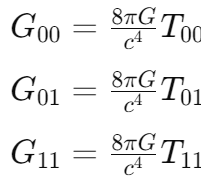 G₀₀ = 8πG/c⁴ T₀₀
G₀₁ = 8πG/c⁴ T₀₁
G₁₁ = 8πG/c⁴ T₁₁